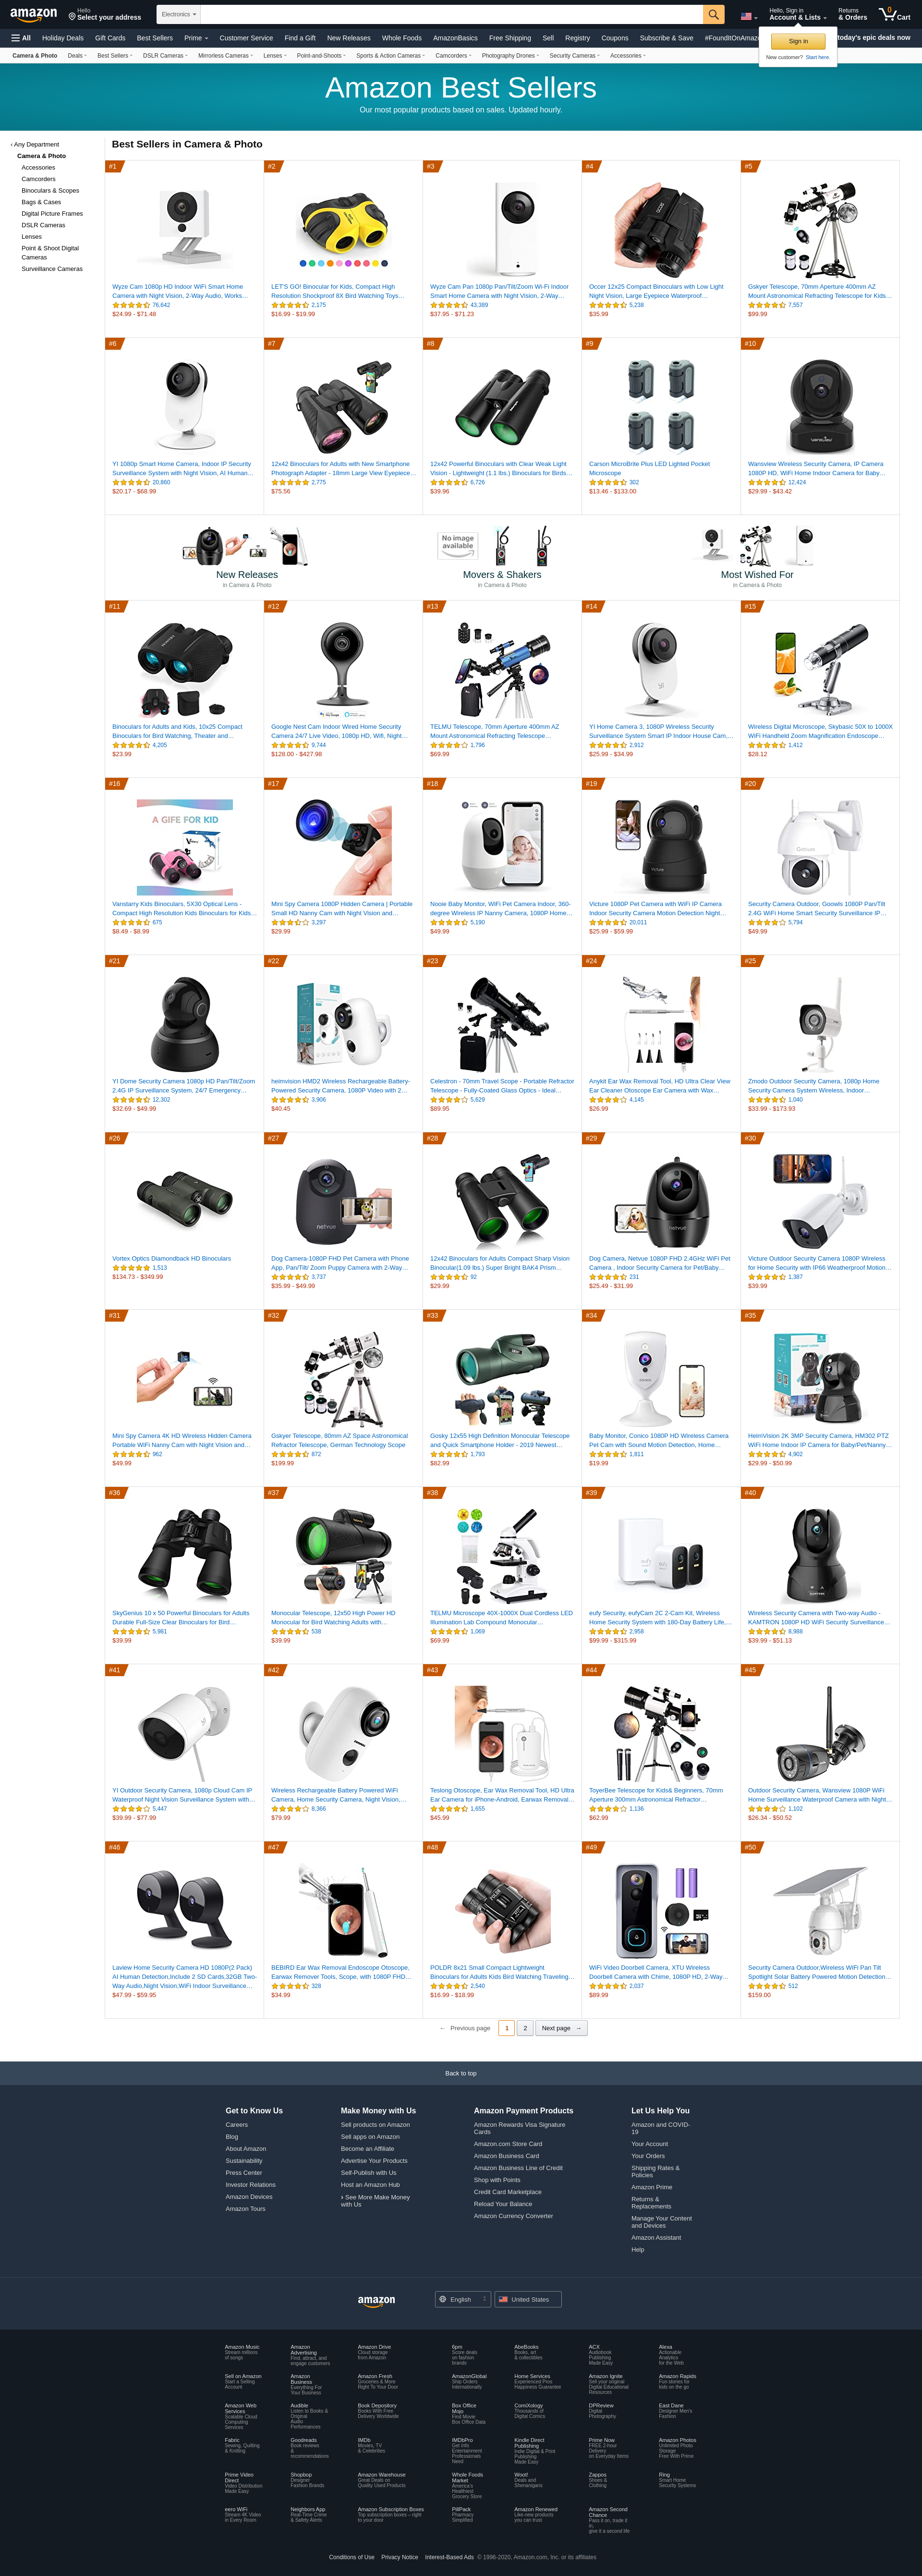 amazon
Hello
Select your address
Electronics
Hello, Sign in
Account & Lists
Returns
& Orders
0
Cart
All
Holiday Deals
Gift Cards
Best Sellers
Prime
Customer Service
Find a Gift
New Releases
Whole Foods
AmazonBasics
Free Shipping
Sell
Registry
Coupons
Subscribe & Save
#FoundItOnAmazo
today's epic deals now
Sign in
New customer? Start here.
Camera & Photo
Deals
Best Sellers
DSLR Cameras
Mirrorless Cameras
Lenses
Point-and-Shoots
Sports & Action Cameras
Camcorders
Photography Drones
Security Cameras
Accessories
Amazon Best Sellers
Our most popular products based on sales. Updated hourly.
‹ Any Department
Camera & Photo
Accessories
Camcorders
Binoculars & Scopes
Bags & Cases
Digital Picture Frames
DSLR Cameras
Lenses
Point & Shoot Digital
Cameras
Surveillance Cameras
Best Sellers in Camera & Photo
#1
Wyze Cam 1080p HD Indoor WiFi Smart Home
Camera with Night Vision, 2-Way Audio, Works…
76,642
$24.99 - $71.48
#2
LET'S GO! Binocular for Kids, Compact High
Resolution Shockproof 8X Bird Watching Toys…
2,175
$16.99 - $19.99
#3
Wyze Cam Pan 1080p Pan/Tilt/Zoom Wi-Fi Indoor
Smart Home Camera with Night Vision, 2-Way…
43,389
$37.95 - $71.23
#4
Occer 12x25 Compact Binoculars with Low Light
Night Vision, Large Eyepiece Waterproof…
5,238
$35.99
#5
Gskyer Telescope, 70mm Aperture 400mm AZ
Mount Astronomical Refracting Telescope for Kids…
7,557
$99.99
#6
YI 1080p Smart Home Camera, Indoor IP Security
Surveillance System with Night Vision, AI Human…
20,860
$20.17 - $68.99
#7
12x42 Binoculars for Adults with New Smartphone
Photograph Adapter - 18mm Large View Eyepiece…
2,775
$75.56
#8
12x42 Powerful Binoculars with Clear Weak Light
Vision - Lightweight (1.1 lbs.) Binoculars for Birds…
6,726
$39.96
#9
Carson MicroBrite Plus LED Lighted Pocket
Microscope
302
$13.46 - $133.00
#10
Wansview Wireless Security Camera, IP Camera
1080P HD, WiFi Home Indoor Camera for Baby…
12,424
$29.99 - $43.42
New Releases
in Camera & Photo
No image
available
Movers & Shakers
in Camera & Photo
Most Wished For
in Camera & Photo
#11
Binoculars for Adults and Kids, 10x25 Compact
Binoculars for Bird Watching, Theater and…
4,205
$23.99
#12
Google Nest Cam Indoor Wired Home Security
Camera 24/7 Live Video, 1080p HD, Wifi, Night…
9,744
$128.00 - $427.98
#13
TELMU Telescope, 70mm Aperture 400mm AZ
Mount Astronomical Refracting Telescope…
1,796
$69.99
#14
YI Home Camera 3, 1080P Wireless Security
Surveillance System Smart IP Indoor House Cam,…
2,912
$25.99 - $34.99
#15
Wireless Digital Microscope, Skybasic 50X to 1000X
WiFi Handheld Zoom Magnification Endoscope…
1,412
$28.12
#16
A GIFE FOR KID
Vanstarry Kids Binoculars, 5X30 Optical Lens -
Compact High Resolution Kids Binoculars for Kids…
675
$8.49 - $8.99
#17
Mini Spy Camera 1080P Hidden Camera | Portable
Small HD Nanny Cam with Night Vision and…
3,297
$29.99
#18
Nooie Baby Monitor, WiFi Pet Camera Indoor, 360-
degree Wireless IP Nanny Camera, 1080P Home…
5,190
$49.99
#19
Victure 1080P Pet Camera with WiFi IP Camera
Indoor Security Camera Motion Detection Night…
20,011
$25.99 - $59.99
#20
Security Camera Outdoor, Goowls 1080P Pan/Tilt
2.4G WiFi Home Smart Security Surveillance IP…
5,794
$49.99
#21
YI Dome Security Camera 1080p HD Pan/Tilt/Zoom
2.4G IP Surveillance System, 24/7 Emergency…
12,302
$32.69 - $49.99
#22
heimvision HMD2 Wireless Rechargeable Battery-
Powered Security Camera, 1080P Video with 2…
3,906
$40.45
#23
Celestron - 70mm Travel Scope - Portable Refractor
Telescope - Fully-Coated Glass Optics - Ideal…
5,629
$89.95
#24
Anykit Ear Wax Removal Tool, HD Ultra Clear View
Ear Cleaner Otoscope Ear Camera with Wax…
4,145
$26.99
#25
Zmodo Outdoor Security Camera, 1080p Home
Security Camera System Wireless, Indoor…
1,040
$33.99 - $173.93
#26
Vortex Optics Diamondback HD Binoculars
1,513
$134.73 - $349.99
#27
netvue
Dog Camera-1080P FHD Pet Camera with Phone
App, Pan/Tilt/ Zoom Puppy Camera with 2-Way…
3,737
$35.99 - $49.99
#28
12x42 Binoculars for Adults Compact Sharp Vision
Binocular(1.09 lbs.) Super Bright BAK4 Prism…
92
$29.99
#29
Dog Camera, Netvue 1080P FHD 2.4GHz WiFi Pet
Camera , Indoor Security Camera for Pet/Baby…
231
$25.49 - $31.99
#30
Victure Outdoor Security Camera 1080P Wireless
for Home Security with IP66 Weatherproof Motion…
1,387
$39.99
#31
Mini Spy Camera 4K HD Wireless Hidden Camera
Portable WiFi Nanny Cam with Night Vision and…
962
$49.99
#32
Gskyer Telescope, 80mm AZ Space Astronomical
Refractor Telescope, German Technology Scope
872
$199.99
#33
Gosky 12x55 High Definition Monocular Telescope
and Quick Smartphone Holder - 2019 Newest…
1,793
$82.99
#34
Baby Monitor, Conico 1080P HD Wireless Camera
Pet Cam with Sound Motion Detection, Home…
1,811
$19.99
#35
HeimVision 2K 3MP Security Camera, HM302 PTZ
WiFi Home Indoor IP Camera for Baby/Pet/Nanny…
4,902
$29.99 - $50.99
#36
SkyGenius 10 x 50 Powerful Binoculars for Adults
Durable Full-Size Clear Binoculars for Bird…
5,981
$39.99
#37
Monocular Telescope, 12x50 High Power HD
Monocular for Bird Watching Adults with…
538
$39.99
#38
TELMU Microscope 40X-1000X Dual Cordless LED
Illumination Lab Compound Monocular…
1,069
$69.99
#39
eufy Security, eufyCam 2C 2-Cam Kit, Wireless
Home Security System with 180-Day Battery Life,…
2,958
$99.99 - $315.99
#40
Wireless Security Camera with Two-way Audio -
KAMTRON 1080P HD WiFi Security Surveillance…
8,988
$39.99 - $51.13
#41
YI Outdoor Security Camera, 1080p Cloud Cam IP
Waterproof Night Vision Surveillance System with…
5,447
$39.99 - $77.99
#42
Wireless Rechargeable Battery Powered WiFi
Camera, Home Security Camera, Night Vision,…
8,366
$79.99
#43
Teslong Otoscope, Ear Wax Removal Tool, HD Ultra
Ear Camera for iPhone-Android, Earwax Removal…
1,655
$45.99
#44
ToyerBee Telescope for Kids& Beginners, 70mm
Aperture 300mm Astronomical Refractor…
1,136
$62.99
#45
Outdoor Security Camera, Wansview 1080P WiFi
Home Surveillance Waterproof Camera with Night…
1,102
$26.34 - $50.52
#46
Laview Home Security Camera HD 1080P(2 Pack)
AI Human Detection,Include 2 SD Cards,32GB Two-
Way Audio,Night Vision,WiFi Indoor Surveillance…
$47.99 - $59.95
#47
BEBIRD Ear Wax Removal Endoscope Otoscope,
Earwax Remover Tools, Scope, with 1080P FHD…
328
$34.99
#48
POLDR 8x21 Small Compact Lightweight
Binoculars for Adults Kids Bird Watching Traveling…
2,540
$16.99 - $18.99
#49
WiFi Video Doorbell Camera, XTU Wireless
Doorbell Camera with Chime, 1080P HD, 2-Way…
2,037
$89.99
#50
Security Camera Outdoor,Wireless WiFi Pan Tilt
Spotlight Solar Battery Powered Motion Detection…
512
$159.00
← Previous page
1
2
Next page →
Back to top
Get to Know Us
Careers
Blog
About Amazon
Sustainability
Press Center
Investor Relations
Amazon Devices
Amazon Tours
Make Money with Us
Sell products on Amazon
Sell apps on Amazon
Become an Affiliate
Advertise Your Products
Self-Publish with Us
Host an Amazon Hub
› See More Make Money
with Us
Amazon Payment Products
Amazon Rewards Visa Signature
Cards
Amazon.com Store Card
Amazon Business Card
Amazon Business Line of Credit
Shop with Points
Credit Card Marketplace
Reload Your Balance
Amazon Currency Converter
Let Us Help You
Amazon and COVID-
19
Your Account
Your Orders
Shipping Rates &
Policies
Amazon Prime
Returns &
Replacements
Manage Your Content
and Devices
Amazon Assistant
Help
amazon
English
United States
Amazon Music
Stream millions
of songs
Amazon
Advertising
Find, attract, and
engage customers
Amazon Drive
Cloud storage
from Amazon
6pm
Score deals
on fashion
brands
AbeBooks
Books, art
& collectibles
ACX
Audiobook
Publishing
Made Easy
Alexa
Actionable
Analytics
for the Web
Sell on Amazon
Start a Selling
Account
Amazon
Business
Everything For
Your Business
Amazon Fresh
Groceries & More
Right To Your Door
AmazonGlobal
Ship Orders
Internationally
Home Services
Experienced Pros
Happiness Guarantee
Amazon Ignite
Sell your original
Digital Educational
Resources
Amazon Rapids
Fun stories for
kids on the go
Amazon Web
Services
Scalable Cloud
Computing
Services
Audible
Listen to Books &
Original
Audio
Performances
Book Depository
Books With Free
Delivery Worldwide
Box Office
Mojo
Find Movie
Box Office Data
ComiXology
Thousands of
Digital Comics
DPReview
Digital
Photography
East Dane
Designer Men's
Fashion
Fabric
Sewing, Quilting
& Knitting
Goodreads
Book reviews
&
recommendations
IMDb
Movies, TV
& Celebrities
IMDbPro
Get Info
Entertainment
Professionals
Need
Kindle Direct
Publishing
Indie Digital & Print
Publishing
Made Easy
Prime Now
FREE 2-hour
Delivery
on Everyday Items
Amazon Photos
Unlimited Photo
Storage
Free With Prime
Prime Video
Direct
Video Distribution
Made Easy
Shopbop
Designer
Fashion Brands
Amazon Warehouse
Great Deals on
Quality Used Products
Whole Foods
Market
America's
Healthiest
Grocery Store
Woot!
Deals and
Shenanigans
Zappos
Shoes &
Clothing
Ring
Smart Home
Security Systems
eero WiFi
Stream 4K Video
in Every Room
Neighbors App
Real-Time Crime
& Safety Alerts
Amazon Subscription Boxes
Top subscription boxes – right
to your door
PillPack
Pharmacy
Simplified
Amazon Renewed
Like-new products
you can trust
Amazon Second
Chance
Pass it on, trade it
in,
give it a second life
Conditions of Use
Privacy Notice
Interest-Based Ads
© 1996-2020, Amazon.com, Inc. or its affiliates